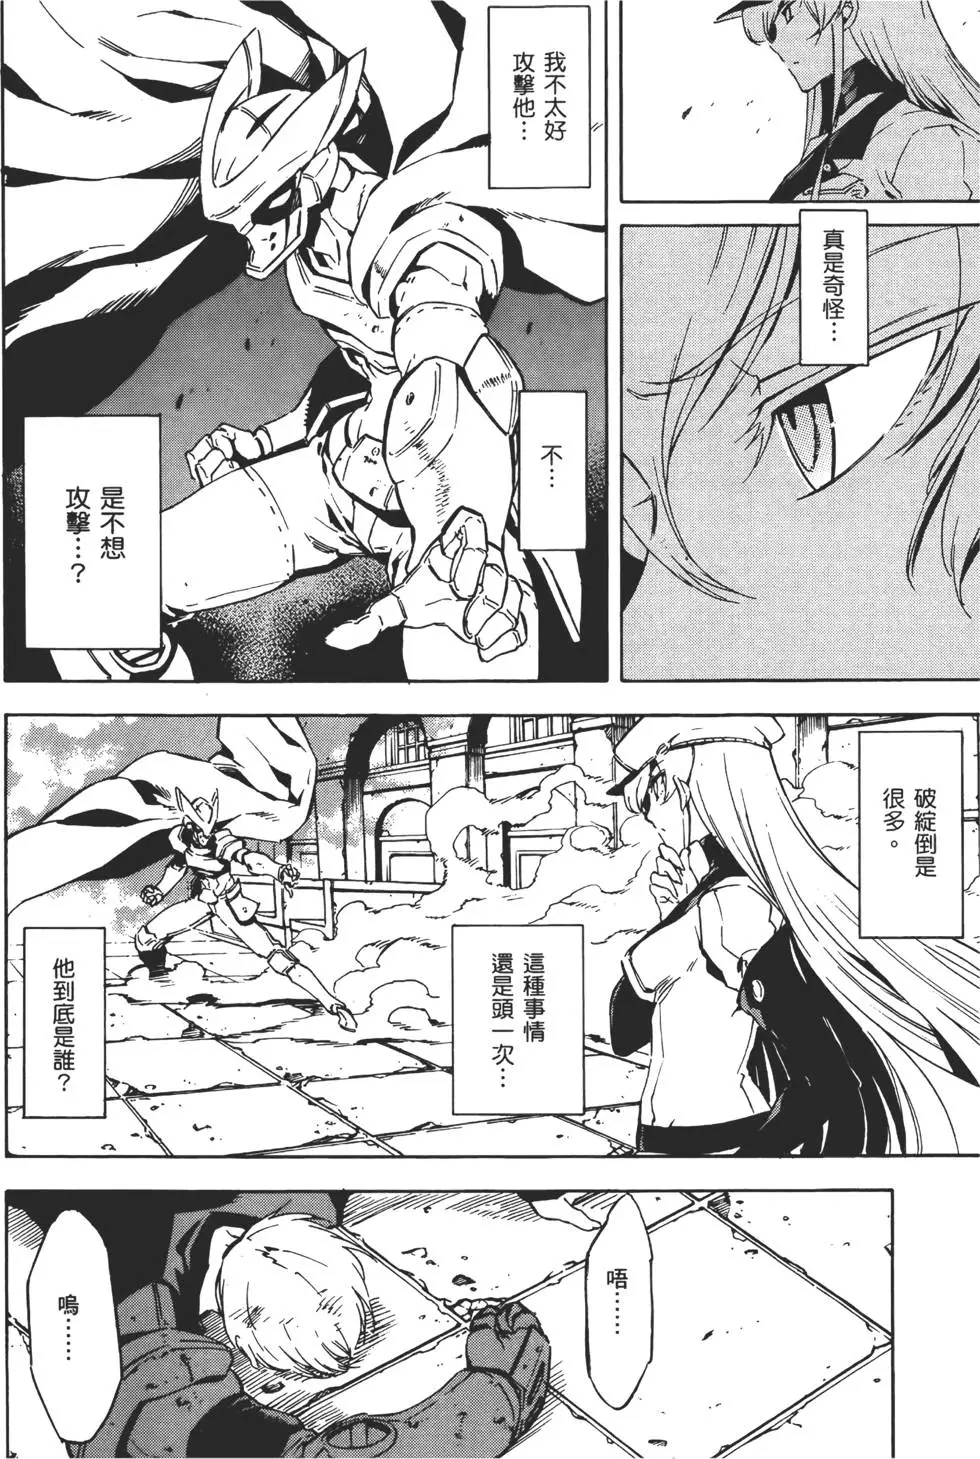 真是奇怪…
我不太好
攻擊他…
不…
是不想
攻擊…？
破綻倒是
很多。
這種事情
還是頭一次…
他到底是誰？
唔……
嗚……